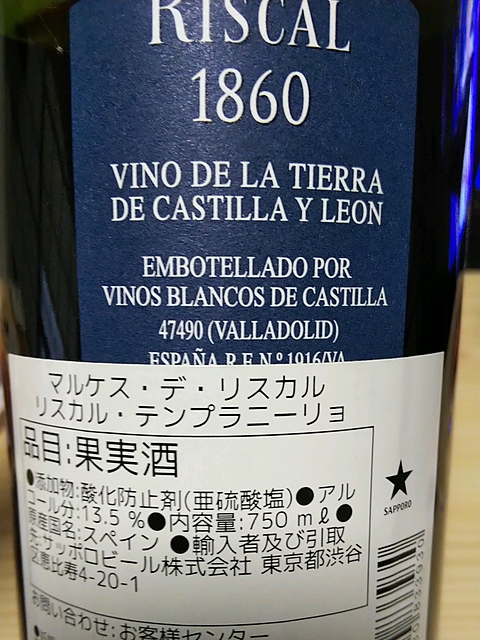 RISCAL
1860
VINO DE LA TIERRA
DE CASTILLA Y LEON
EMBOTELLADO POR
VINOS BLANCOS DE CASTILLA
47490 (VALLADOLID)
ESPAÑA R.E.N.º 1916/VA
マルケス・デ・リスカル
リスカル・テンプラニーリョ
品目:果実酒
●添加物:酸化防止剤(亜硫酸塩)●アル
コール分:13.5 %●内容量:750 mℓ●
原産国名:スペイン ●輸入者及び引取
先:サッポロビール株式会社 東京都渋谷
区恵比寿4-20-1
お問い合わせ:お客様センター
SAPPORO